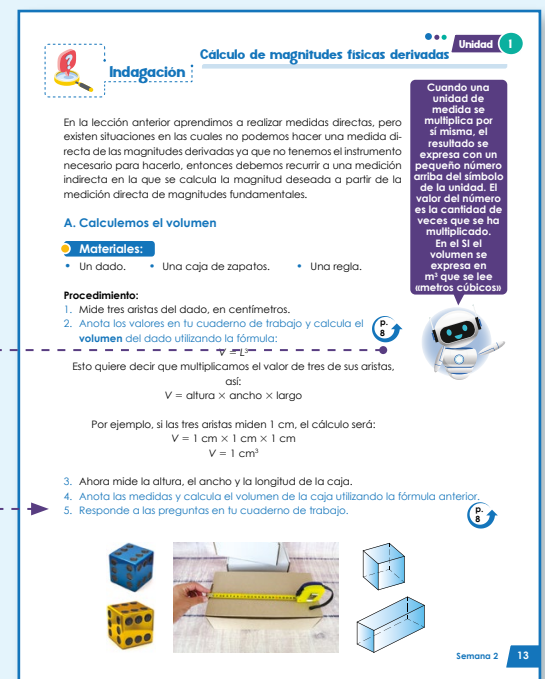 Unidad 1
Cálculo de magnitudes físicas derivadas
Indagación
En la lección anterior aprendimos a realizar medidas directas, pero
existen situaciones en las cuales no podemos hacer una medida di-
recta de las magnitudes derivadas ya que no tenemos el instrumento
necesario para hacerlo, entonces debemos recurrir a una medición
indirecta en la que se calcula la magnitud deseada a partir de la
medición directa de magnitudes fundamentales.
Cuando una
unidad de
medida se
multiplica por
sí misma, el
resultado se
expresa con un
pequeño número
arriba del símbolo
de la unidad. El
valor del número
es la cantidad de
veces que se ha
multiplicado.
En el SI el
volumen se
expresa en
m³ que se lee
«metros cúbicos»
A. Calculemos el volumen
Materiales:
• Un dado. • Una caja de zapatos. • Una regla.
Procedimiento:
1. Mide tres aristas del dado, en centímetros.
2. Anota los valores en tu cuaderno de trabajo y calcula el
volumen del dado utilizando la fórmula:
p.
8
V = L³
Esto quiere decir que multiplicamos el valor de tres de sus aristas,
así:
V = altura × ancho × largo
Por ejemplo, si las tres aristas miden 1 cm, el cálculo será:
V = 1 cm × 1 cm × 1 cm
V = 1 cm³
3. Ahora mide la altura, el ancho y la longitud de la caja.
4. Anota las medidas y calcula el volumen de la caja utilizando la fórmula anterior.
5. Responde a las preguntas en tu cuaderno de trabajo.
p.
8
Semana 2 13